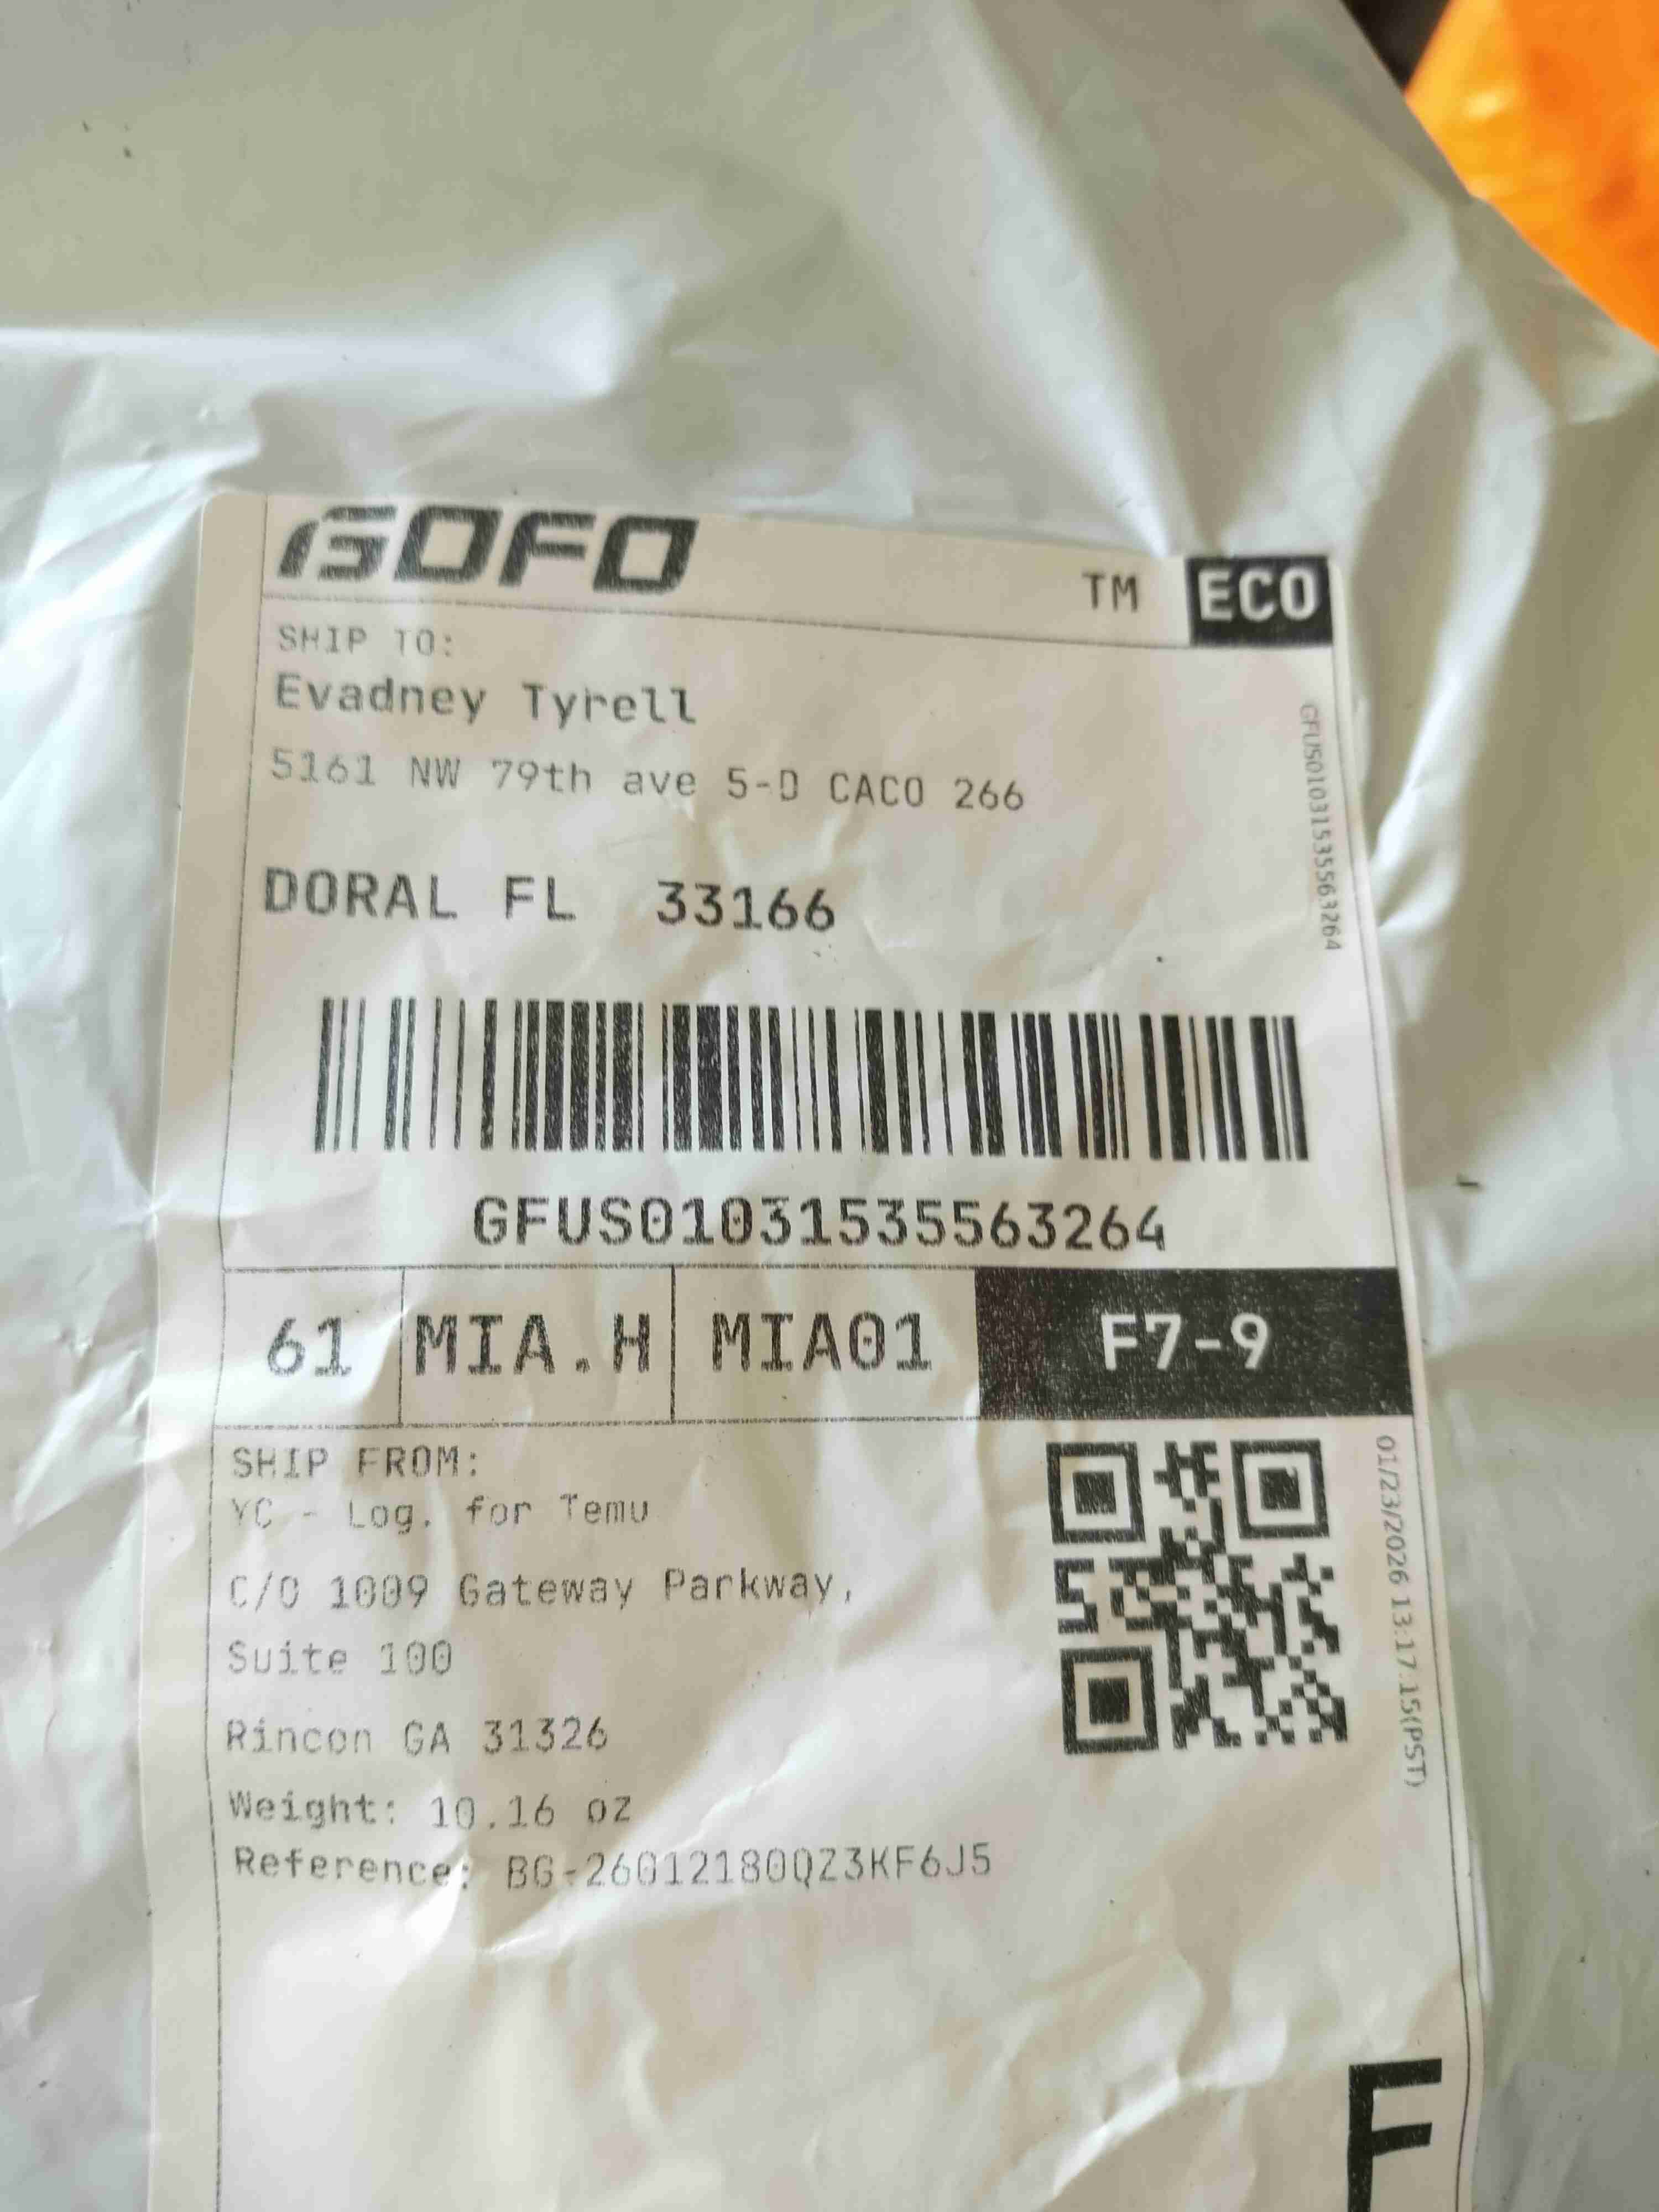 GOFO
TM ECO
SHIP TO:
Evadney Tyrell
5161 NW 79th ave 5-D CACO 266
DORAL FL 33166
GFUS01031535563264
GFUS01031535563264
61 MIA.H MIA01 F7-9
SHIP FROM:
YC - Log. for Temu
C/O 1009 Gateway Parkway,
Suite 100
Rincon GA 31326
Weight: 10.16 oz
Reference: BG-26012180QZ3KF6J5
01/23/2026 13:17:15(PST)
F